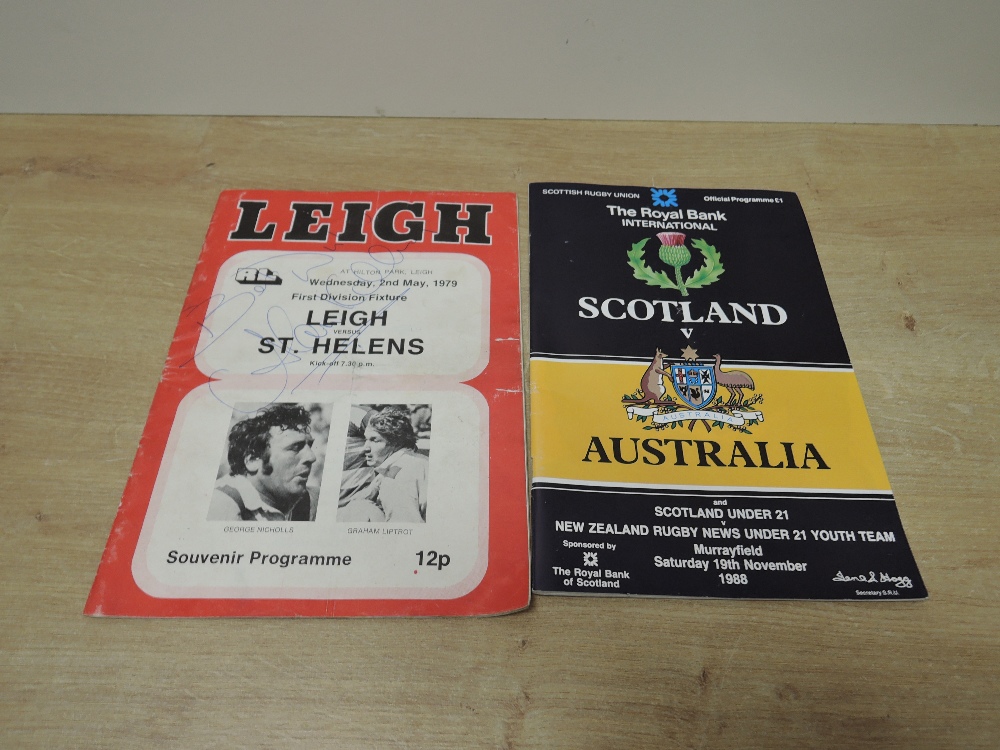 LEIGH
RL
AT HILTON PARK, LEIGH
Wednesday, 2nd May, 1979
First Division Fixture
LEIGH
VERSUS
ST. HELENS
Kick-off 7.30 p.m.
GEORGE NICHOLLS
GRAHAM LIPTROT
Souvenir Programme 12p
SCOTTISH RUGBY UNION
Official Programme £1
The Royal Bank
INTERNATIONAL
SCOTLAND
v
AUSTRALIA
AUSTRALIA
and
SCOTLAND UNDER 21
v
NEW ZEALAND RUGBY NEWS UNDER 21 YOUTH TEAM
Murrayfield
Saturday 19th November
1988
Sponsored by
The Royal Bank
of Scotland
Secretary S.R.U.